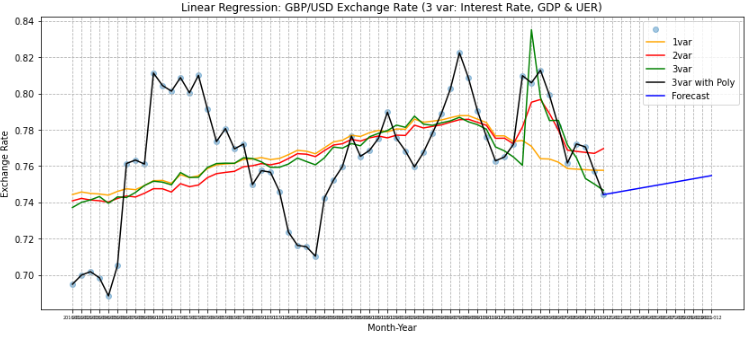 Linear Regression: GBP/USD Exchange Rate (3 var: Interest Rate, GDP & UER)
0.84
0.82
0.80
0.78
0.76
0.74
0.72
0.70
Exchange Rate
1var
2var
3var
3var with Poly
Forecast
Month-Year